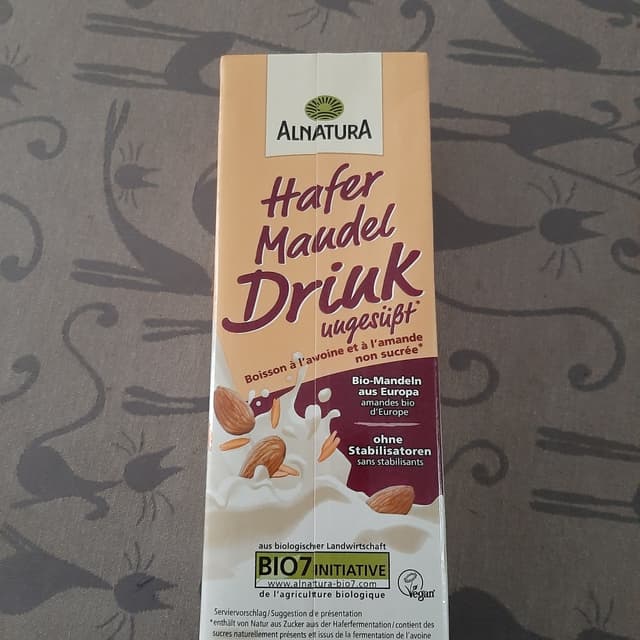 ALNATURA
Hafer
Mandel
Drink
ungesüßt*
Boisson à l'avoine et à l'amande
non sucrée*
Bio-Mandeln
aus Europa
amandes bio
d'Europe
ohne
Stabilisatoren
sans stabilisants
aus biologischer Landwirtschaft
BIO7 INITIATIVE
www.alnatura-bio7.com
de l'agriculture biologique
Vegan
Serviervorschlag/Suggestion de présentation
*enthält von Natur aus Zucker aus der Haferfermentation/contient des
sucres naturellement présents et issus de la fermentation de l'avoine